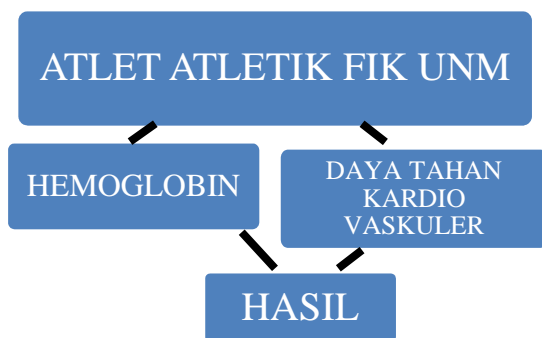 ATLET ATLETIK FIK UNM
HEMOGLOBIN
DAYA TAHAN
KARDIO
VASKULER
HASIL